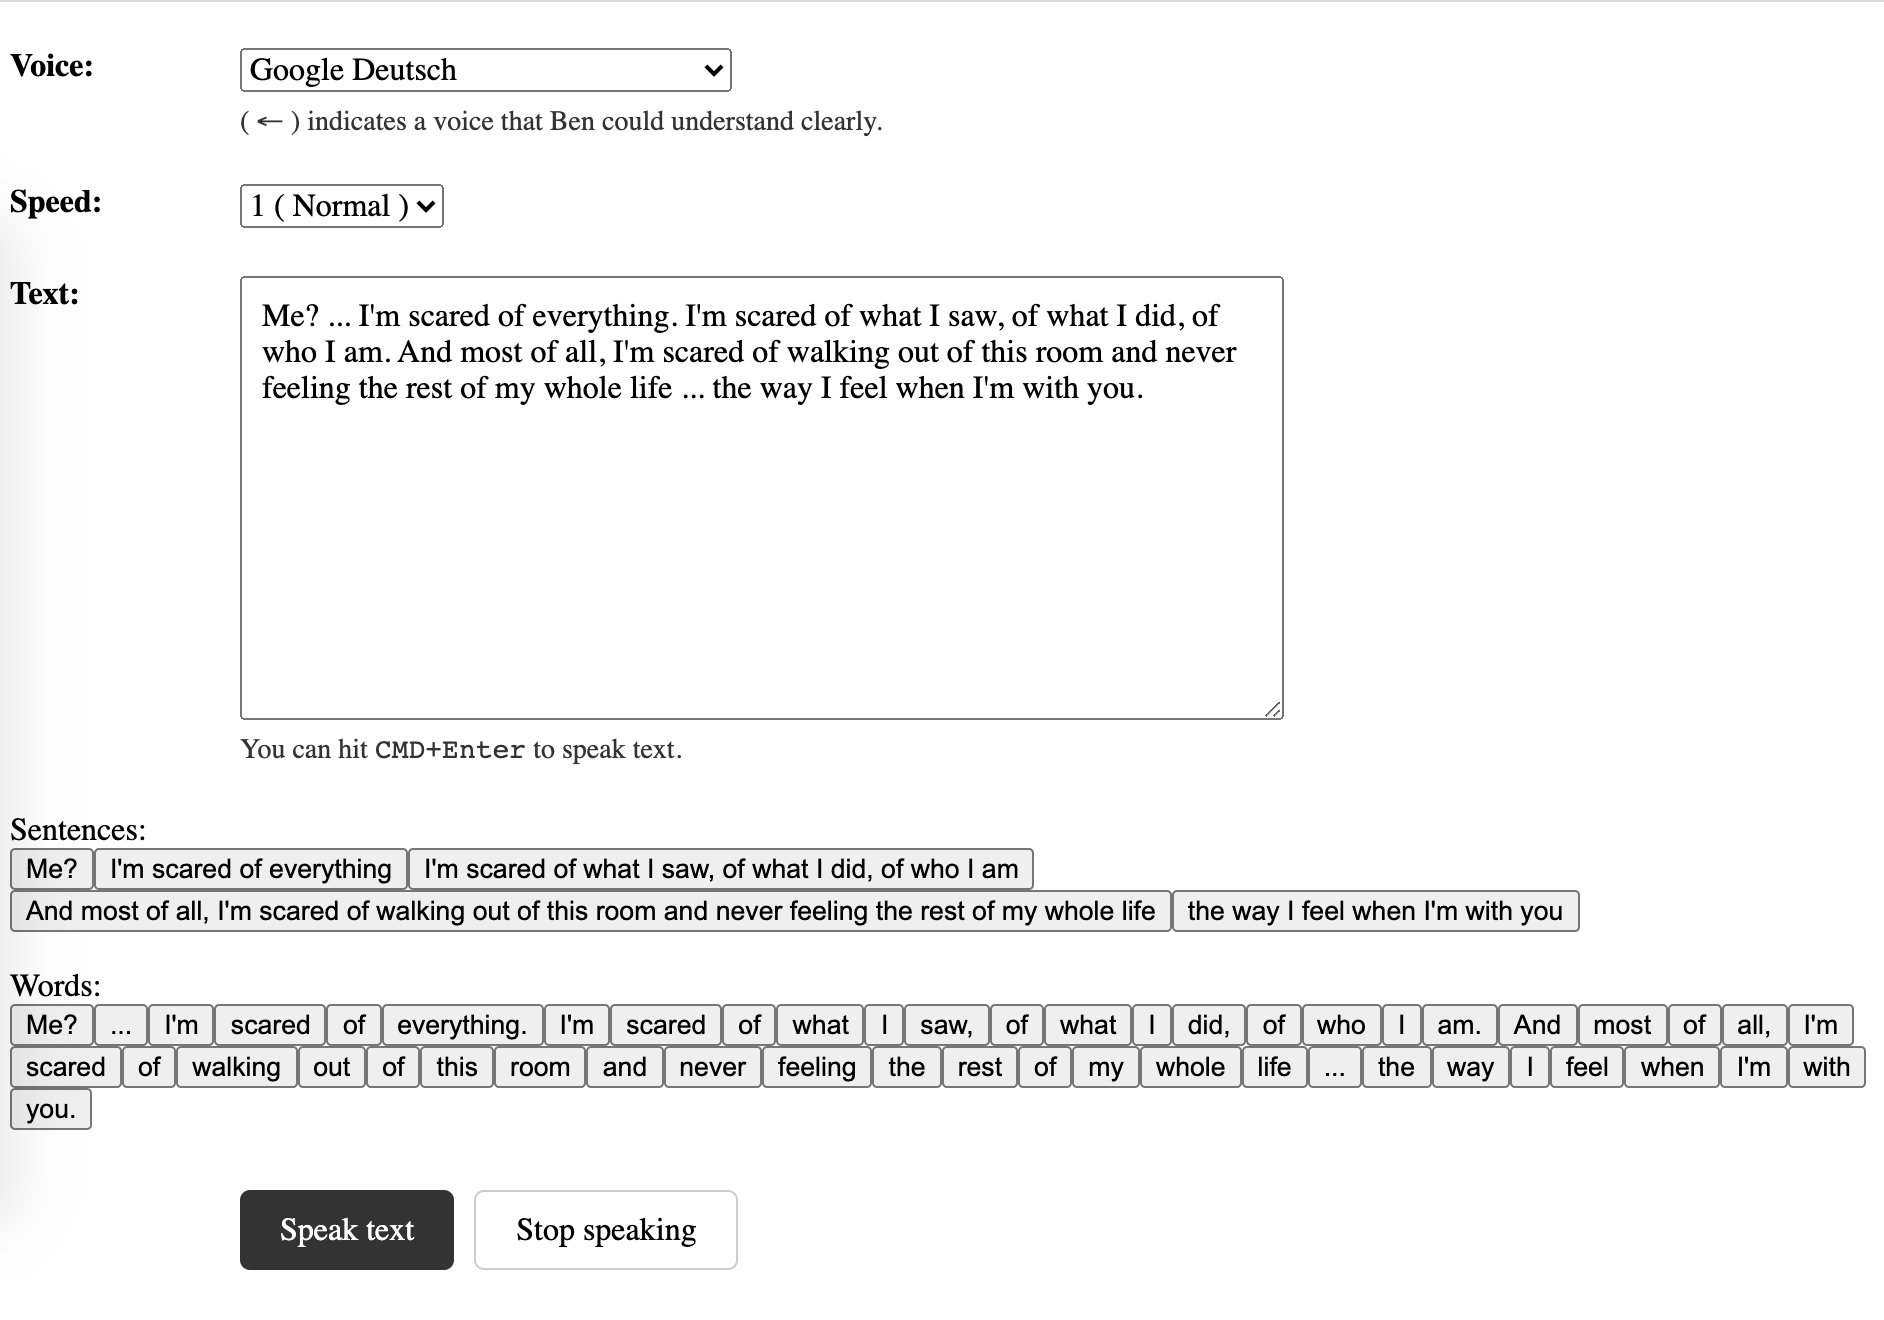 Voice: Google Deutsch
( ← ) indicates a voice that Ben could understand clearly.
Speed: 1 ( Normal )
Text: Me? ... I'm scared of everything. I'm scared of what I saw, of what I did, of
who I am. And most of all, I'm scared of walking out of this room and never
feeling the rest of my whole life ... the way I feel when I'm with you.
You can hit CMD+Enter to speak text.
Sentences:
Me? I'm scared of everything I'm scared of what I saw, of what I did, of who I am
And most of all, I'm scared of walking out of this room and never feeling the rest of my whole life the way I feel when I'm with you
Words:
Me? ... I'm scared of everything. I'm scared of what I saw, of what I did, of who I am. And most of all, I'm
scared of walking out of this room and never feeling the rest of my whole life ... the way I feel when I'm with
you.
Speak text Stop speaking